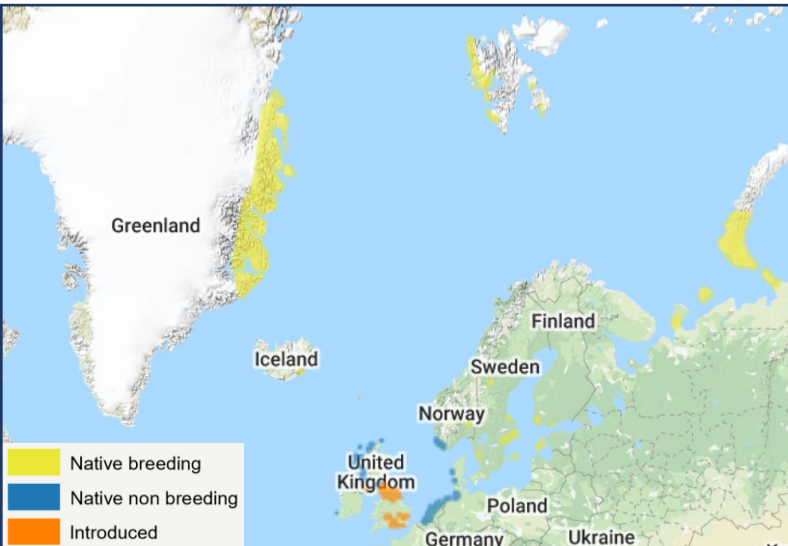 Greenland
Finland
Iceland
Sweden
Norway
United
Kingdom
Poland
Germany
Ukraine
Native breeding
Native non breeding
Introduced